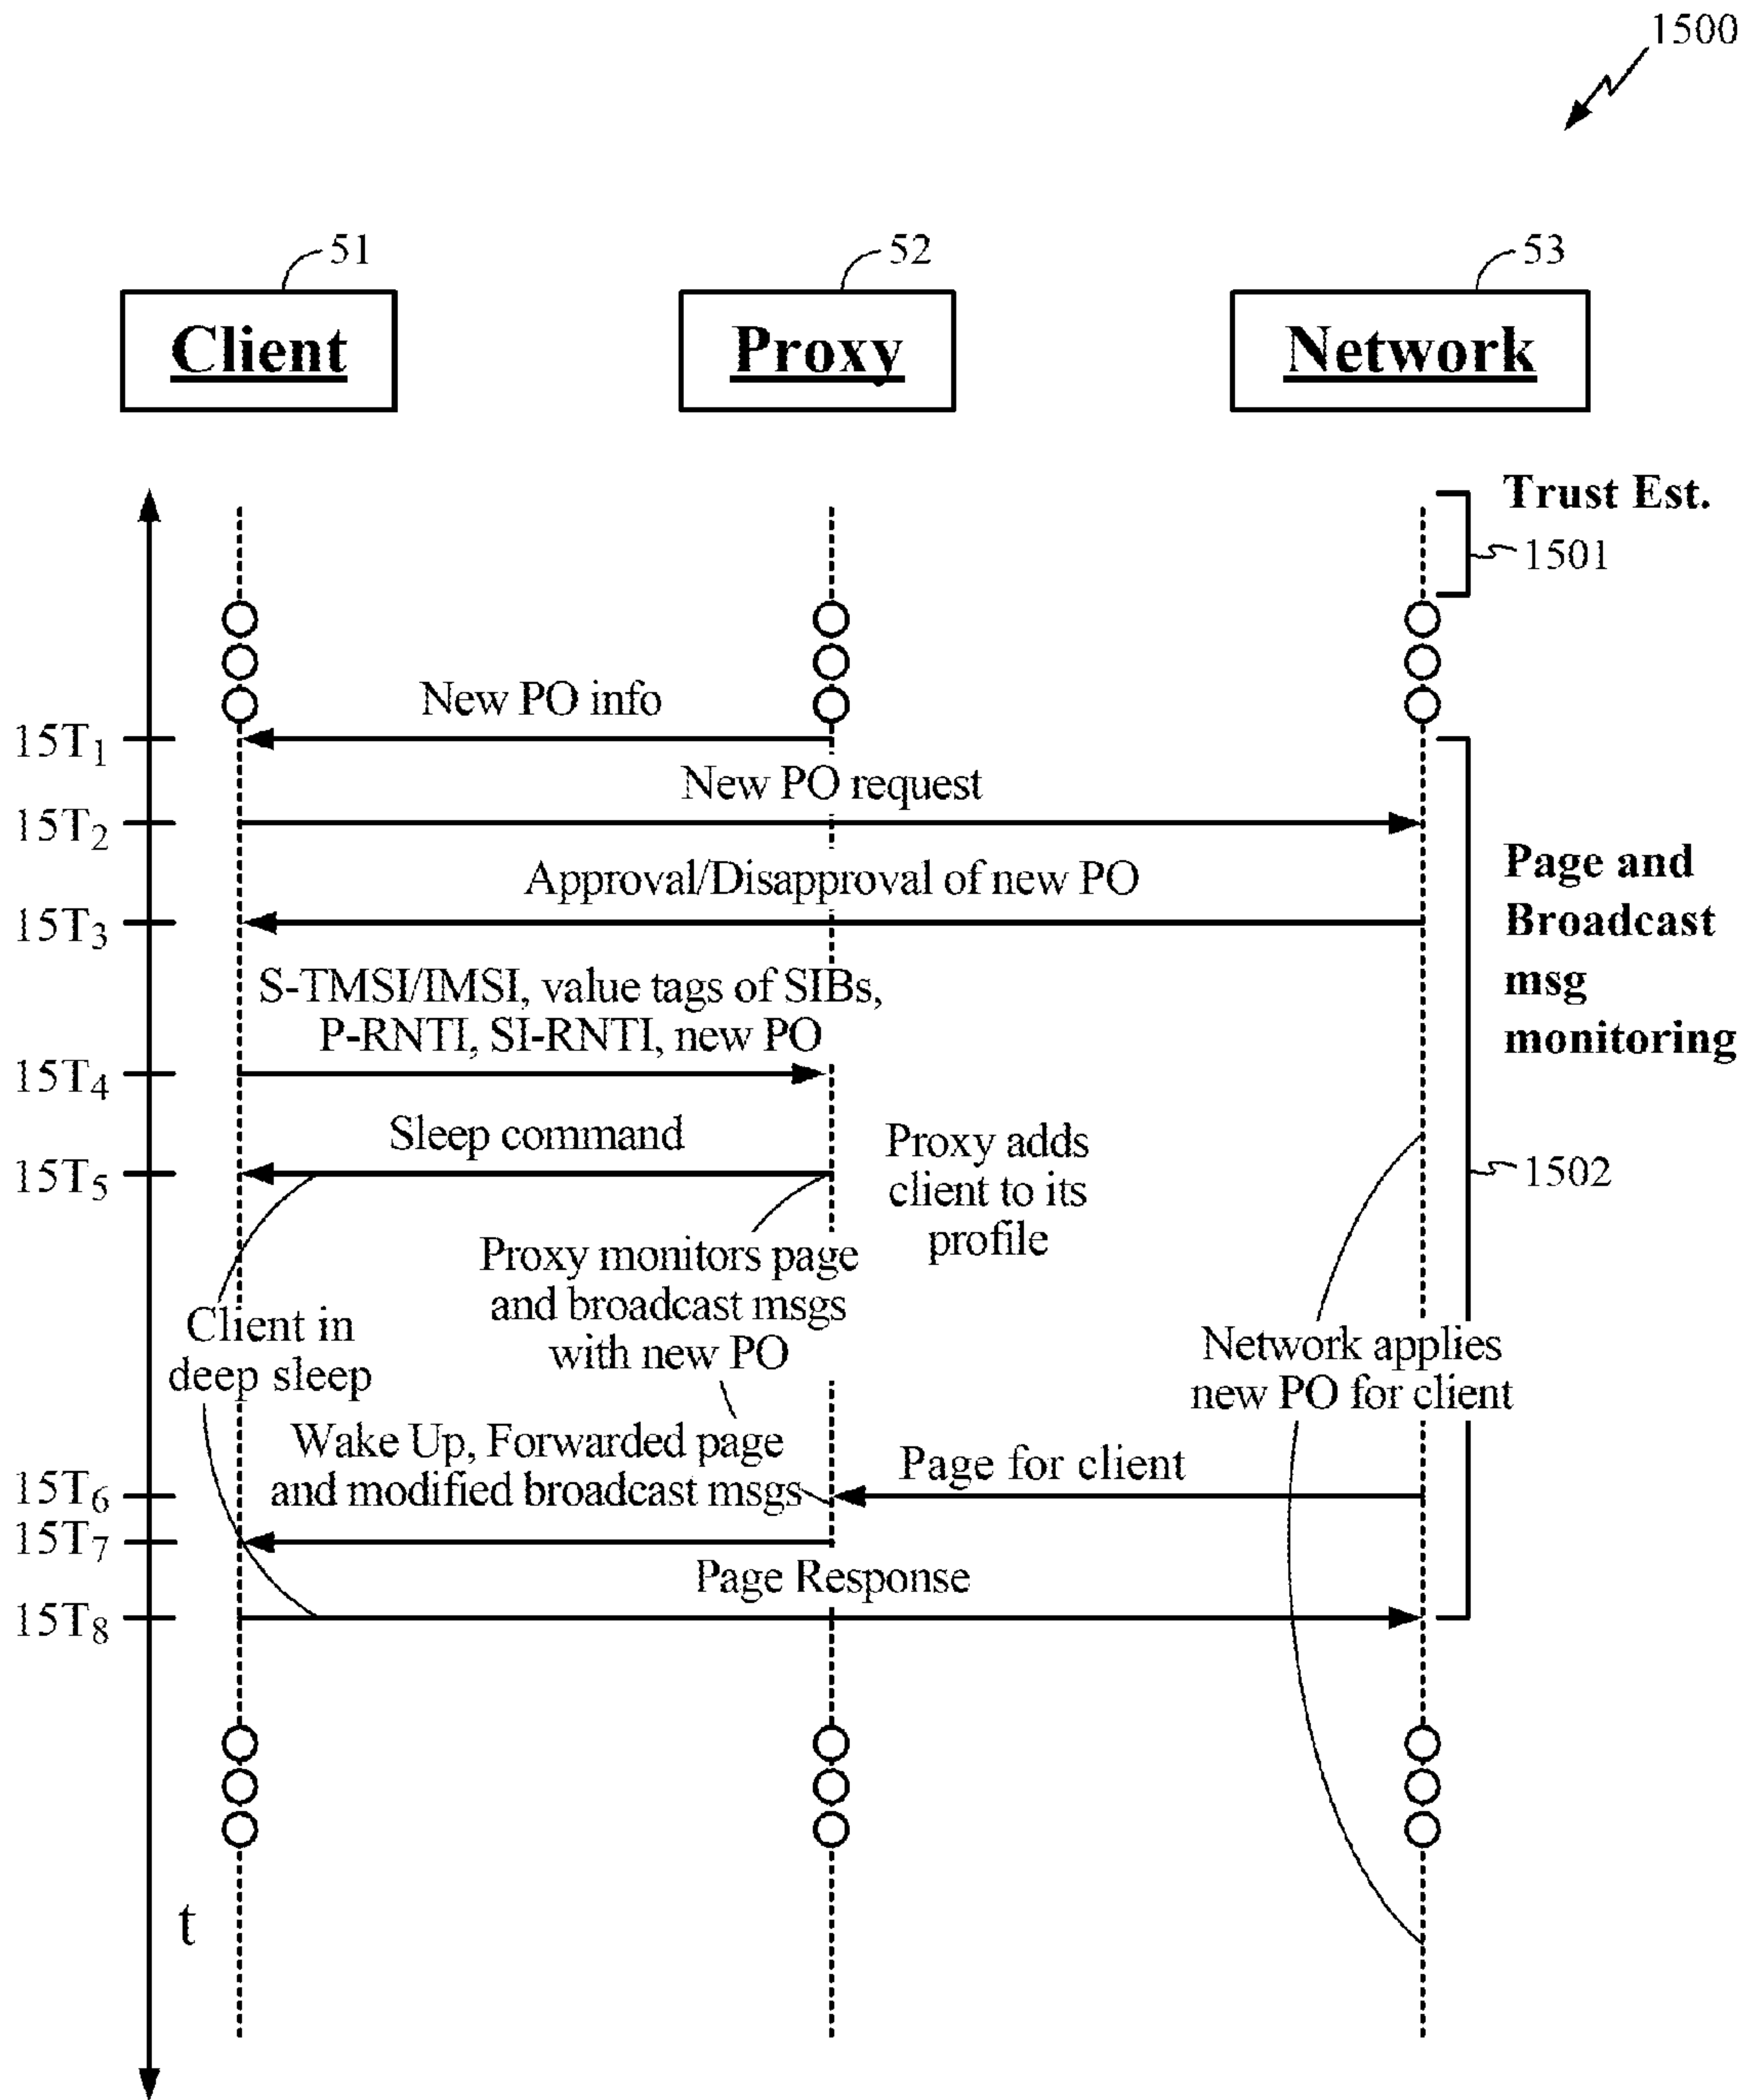 1500
51
52
53
Client
Proxy
Network
Trust Est.
1501
New PO info
15T1
New PO request
15T2
Approval/Disapproval of new PO
15T3
Page and
Broadcast
msg
monitoring
S-TMSI/IMSI, value tags of SIBs,
P-RNTI, SI-RNTI, new PO
15T4
Sleep command
15T5
Proxy adds
client to its
profile
1502
Proxy monitors page
and broadcast msgs
with new PO
Client in
deep sleep
Network applies
new PO for client
Wake Up, Forwarded page
and modified broadcast msgs
Page for client
15T6
15T7
Page Response
15T8
t